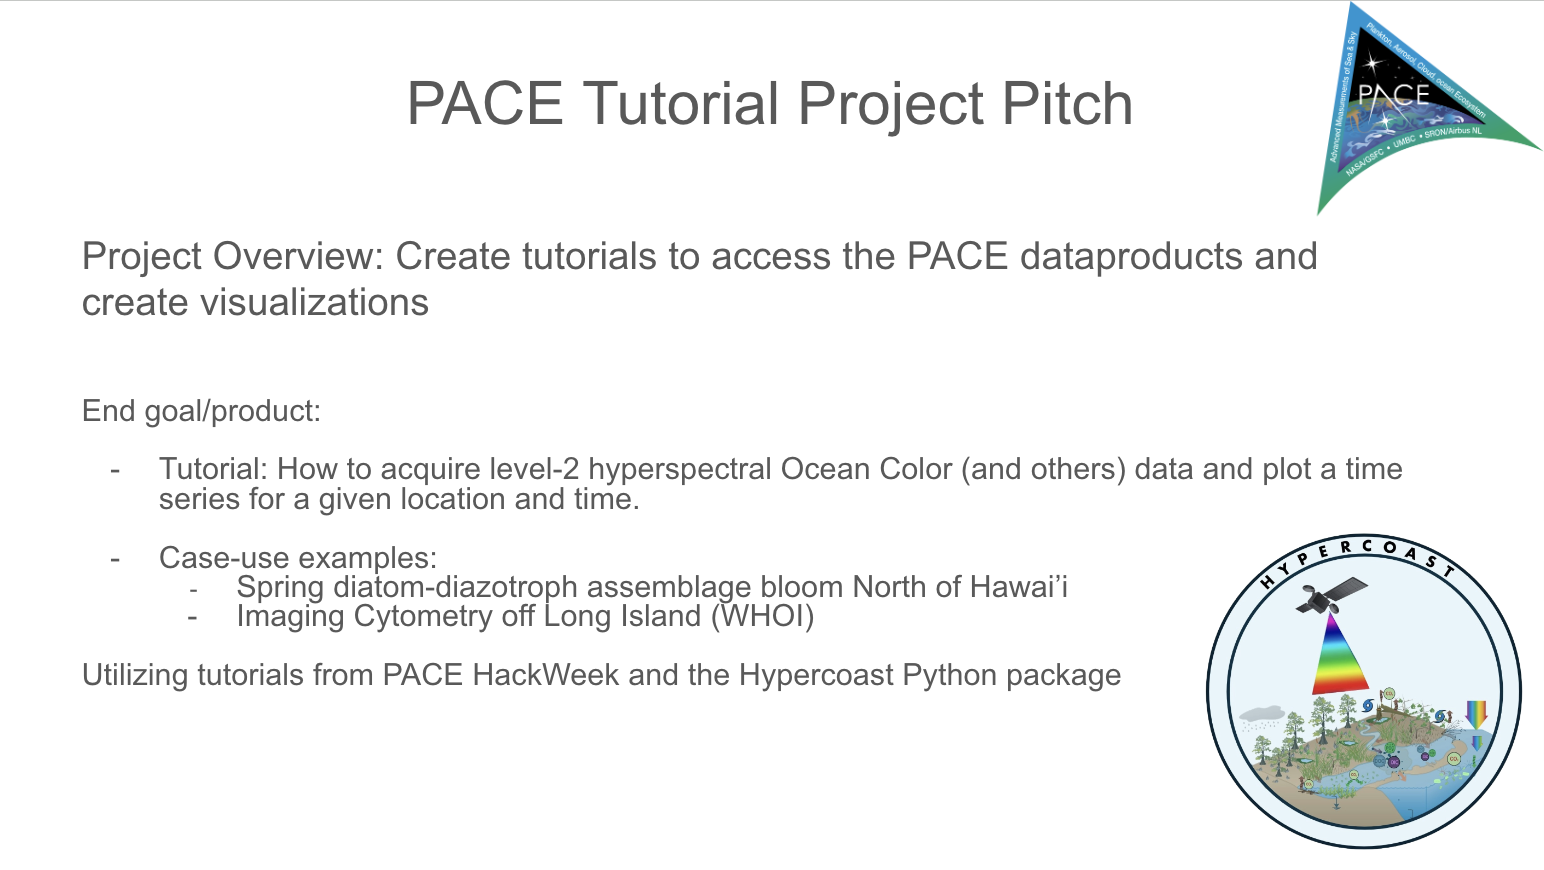 PACE Tutorial Project Pitch
Advanced Measurements of Sea & Sky
Plankton, Aerosol, Cloud, ocean Ecosystem
PACE
NASA/GSFC • UMBC • SRON/Airbus NL
Project Overview: Create tutorials to access the PACE dataproducts and
create visualizations
End goal/product:
- Tutorial: How to acquire level-2 hyperspectral Ocean Color (and others) data and plot a time
series for a given location and time.
- Case-use examples:
- Spring diatom-diazotroph assemblage bloom North of Hawai’i
- Imaging Cytometry off Long Island (WHOI)
Utilizing tutorials from PACE HackWeek and the Hypercoast Python package
HYPERCOAST